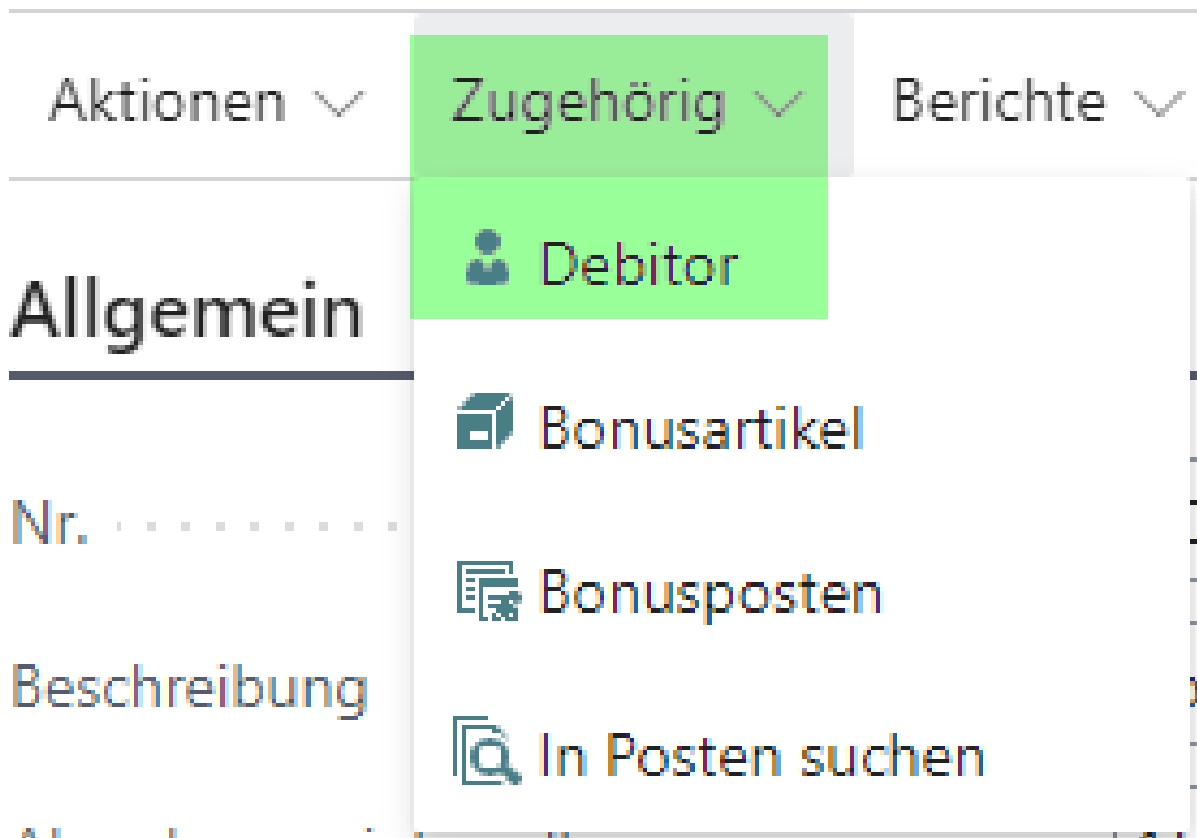 Aktionen Zugehörig Berichte
Debitor
Allgemein
Bonusartikel
Nr.
Bonusposten
Beschreibung
In Posten suchen